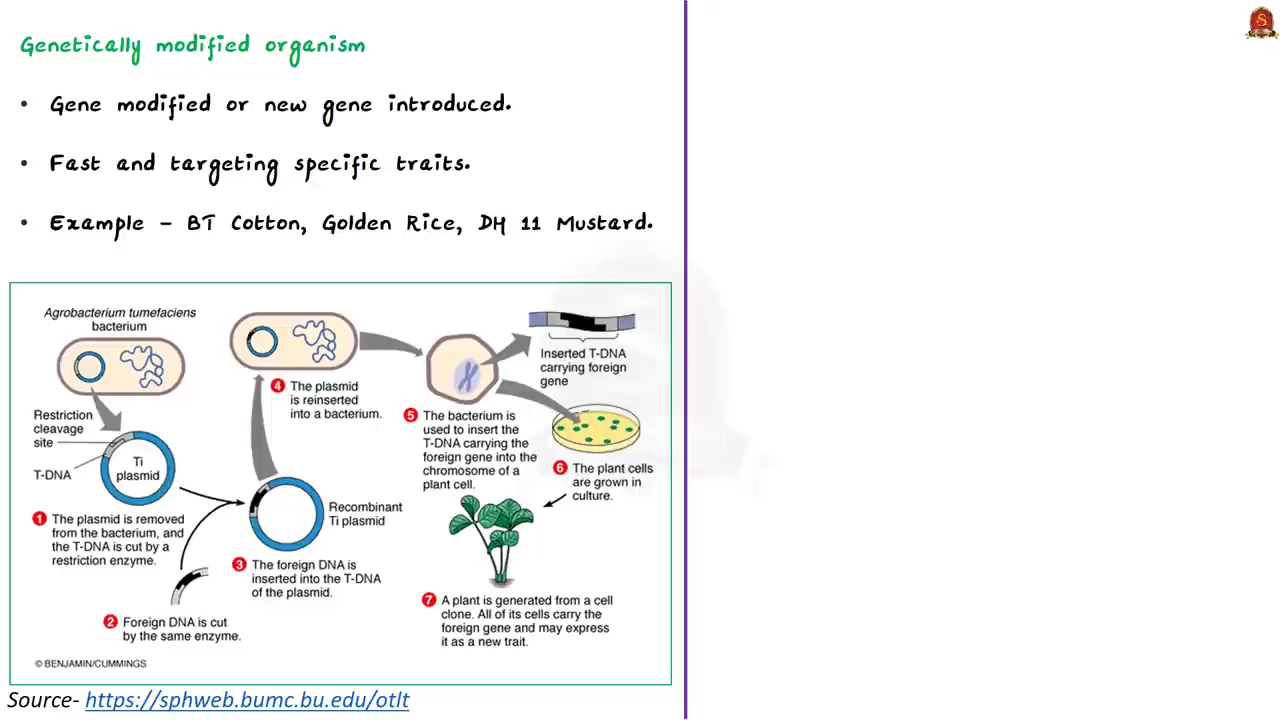 Genetically modified organism
• Gene modified or new gene introduced.
• Fast and targeting specific traits.
• Example - BT Cotton, Golden Rice, DH 11 Mustard.
Agrobacterium tumefaciens
bacterium
Restriction
cleavage
site
T-DNA
Ti
plasmid
1 The plasmid is removed
from the bacterium, and
the T-DNA is cut by a
restriction enzyme.
2 Foreign DNA is cut
by the same enzyme.
Recombinant
Ti plasmid
3 The foreign DNA is
inserted into the T-DNA
of the plasmid.
4 The plasmid
is reinserted
into a bacterium.
5 The bacterium is
used to insert the
T-DNA carrying the
foreign gene into the
chromosome of a
plant cell.
Inserted T-DNA
carrying foreign
gene
6 The plant cells
are grown in
culture.
7 A plant is generated from a cell
clone. All of its cells carry the
foreign gene and may express
it as a new trait.
© BENJAMIN/CUMMINGS
Source- https://sphweb.bumc.bu.edu/otlt